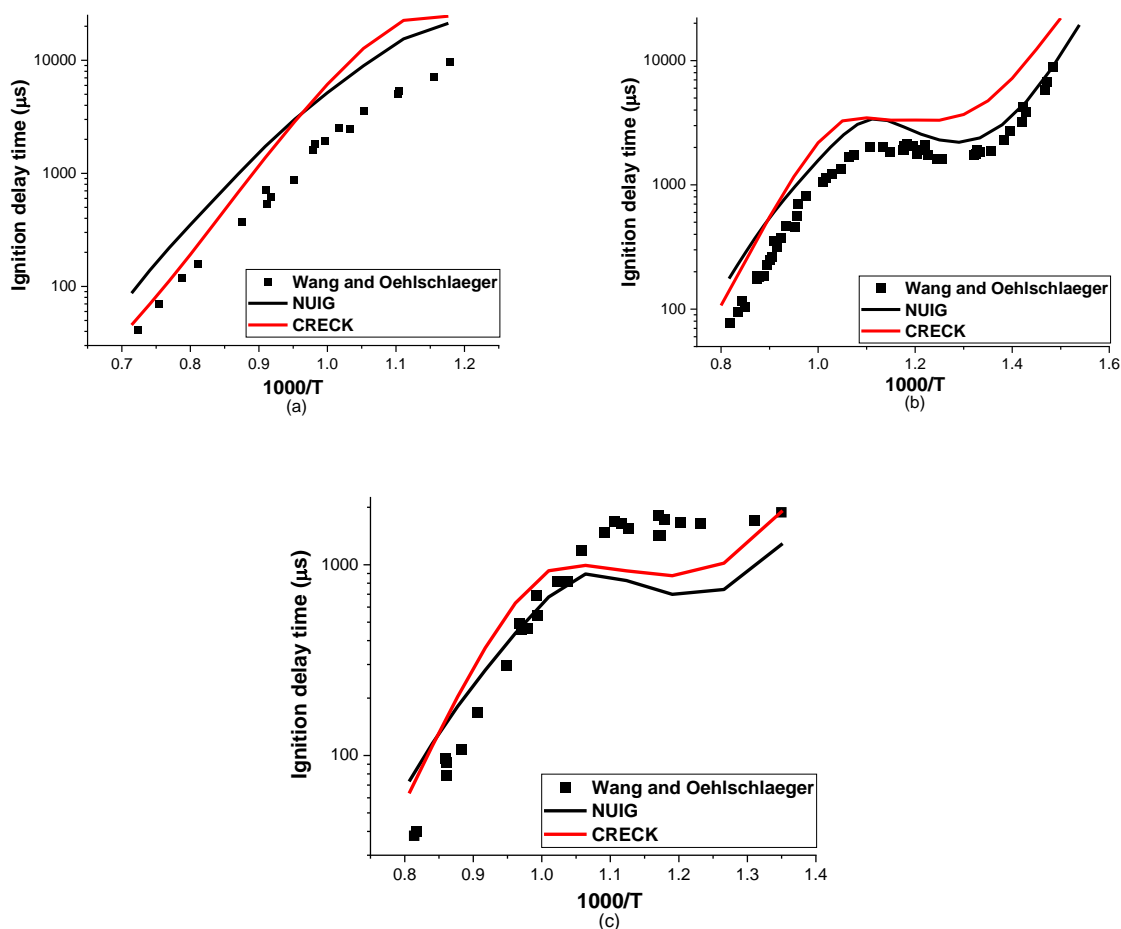 Ignition delay time (µs)
10000
1000
100
Wang and Oehlschlaeger
NUIG
CRECK
0.7 0.8 0.9 1.0 1.1 1.2
1000/T
(a)
Ignition delay time (µs)
10000
1000
100
Wang and Oehlschlaeger
NUIG
CRECK
0.8 1.0 1.2 1.4 1.6
1000/T
(b)
Ignition delay time (µs)
1000
100
Wang and Oehlschlaeger
NUIG
CRECK
0.8 0.9 1.0 1.1 1.2 1.3 1.4
1000/T
(c)